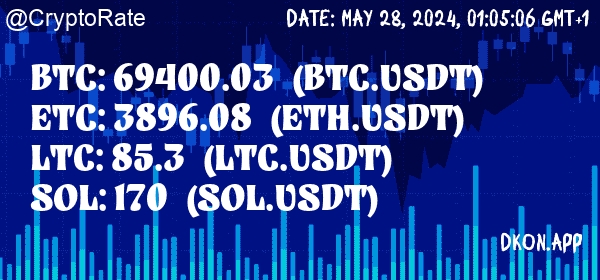 @CryptoRate
DATE: MAY 28, 2024, 01:05:06 GMT+1
BTC: 69400.03 (BTC.USDT)
ETC: 3896.08 (ETH.USDT)
LTC: 85.3 (LTC.USDT)
SOL: 170 (SOL.USDT)
DKON.APP